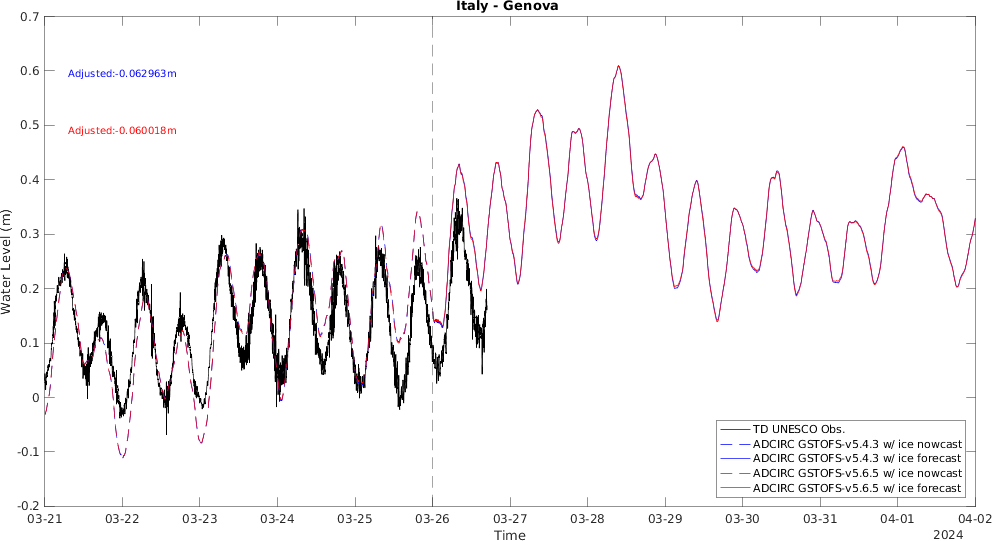 Italy - Genova
Water Level (m)
0.7
0.6
0.5
0.4
0.3
0.2
0.1
0
-0.1
-0.2
Adjusted:-0.062963m
Adjusted:-0.060018m
TD UNESCO Obs.
ADCIRC GSTOFS-v5.4.3 w/ ice nowcast
ADCIRC GSTOFS-v5.4.3 w/ ice forecast
ADCIRC GSTOFS-v5.6.5 w/ ice nowcast
ADCIRC GSTOFS-v5.6.5 w/ ice forecast
03-21 03-22 03-23 03-24 03-25 03-26 03-27 03-28 03-29 03-30 03-31 04-01 04-02
Time
2024